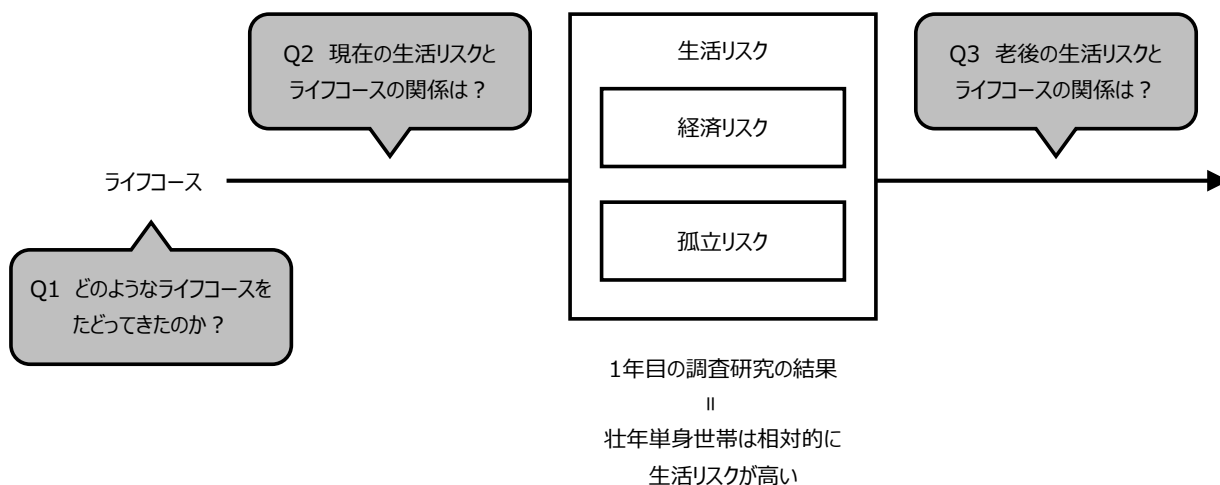 Q2 現在の生活リスクと
ライフコースの関係は？
生活リスク
経済リスク
孤立リスク
Q3 老後の生活リスクと
ライフコースの関係は？
ライフコース
Q1 どのようなライフコースを
たどってきたのか？
1年目の調査研究の結果
＝
壮年単身世帯は相対的に
生活リスクが高い